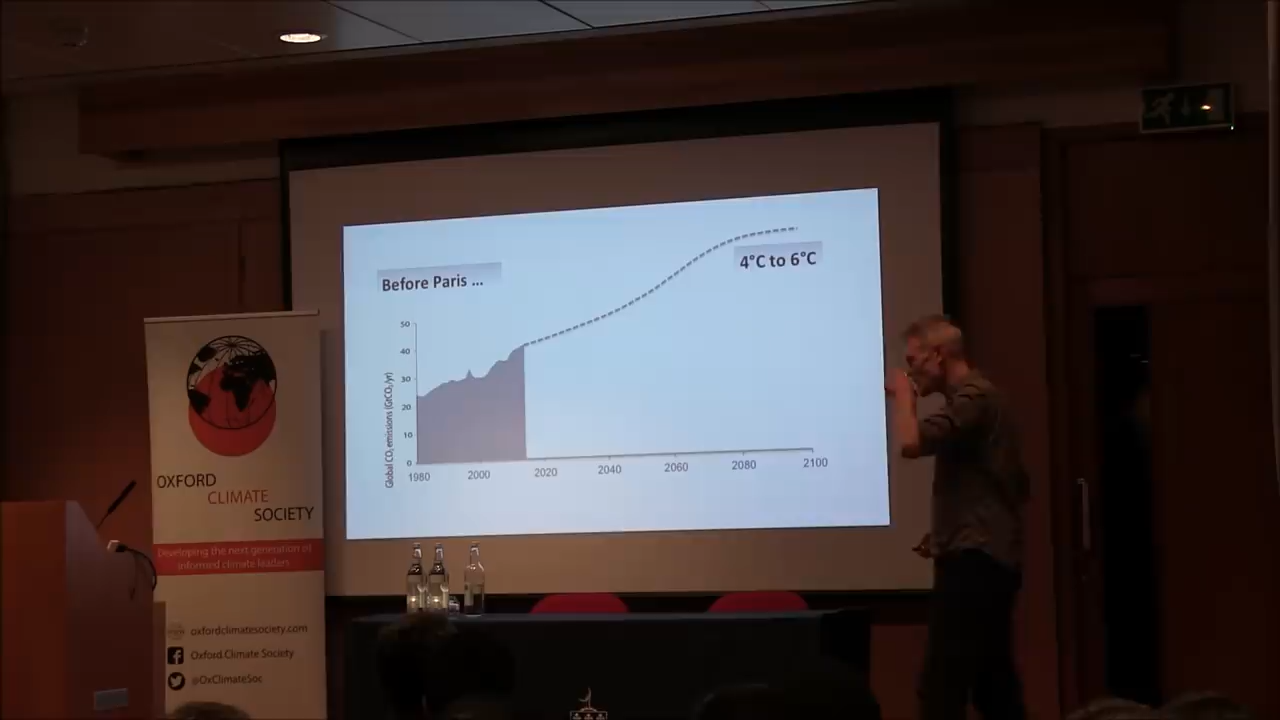 Before Paris ...
4°C to 6°C
Global CO₂ emissions (GtCO₂/yr)
50
40
30
20
10
0
1980
2000
2020
2040
2060
2080
2100
OXFORD
CLIMATE
SOCIETY
Developing the next generation of
informed climate leaders
oxfordclimatesociety.com
Oxford Climate Society
@OxClimateSoc